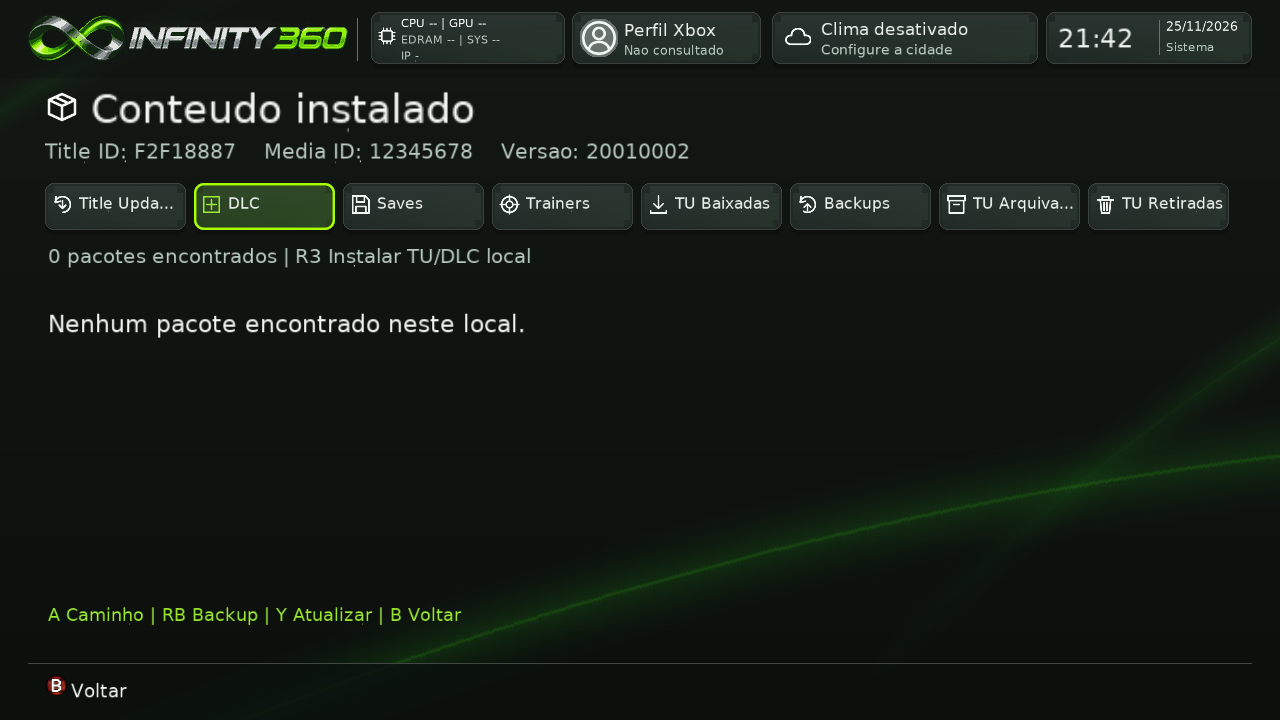 INFINITY 360
CPU -- | GPU --
EDRAM -- | SYS --
IP -
Perfil Xbox
Nao consultado
Clima desativado
Configure a cidade
21:42
25/11/2026
Sistema
Conteudo instalado
Title ID: F2F18887 Media ID: 12345678 Versao: 20010002
Title Upda...
DLC
Saves
Trainers
TU Baixadas
Backups
TU Arquiva...
TU Retiradas
0 pacotes encontrados | R3 Instalar TU/DLC local
Nenhum pacote encontrado neste local.
A Caminho | RB Backup | Y Atualizar | B Voltar
B Voltar